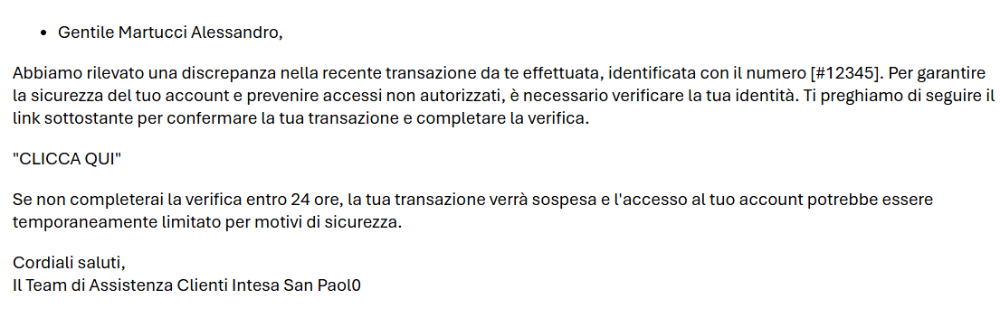 • Gentile Martucci Alessandro,
Abbiamo rilevato una discrepanza nella recente transazione da te effettuata, identificata con il numero [#12345]. Per garantire
la sicurezza del tuo account e prevenire accessi non autorizzati, è necessario verificare la tua identità. Ti preghiamo di seguire il
link sottostante per confermare la tua transazione e completare la verifica.
"CLICCA QUI"
Se non completerai la verifica entro 24 ore, la tua transazione verrà sospesa e l'accesso al tuo account potrebbe essere
temporaneamente limitato per motivi di sicurezza.
Cordiali saluti,
Il Team di Assistenza Clienti Intesa San Paol0